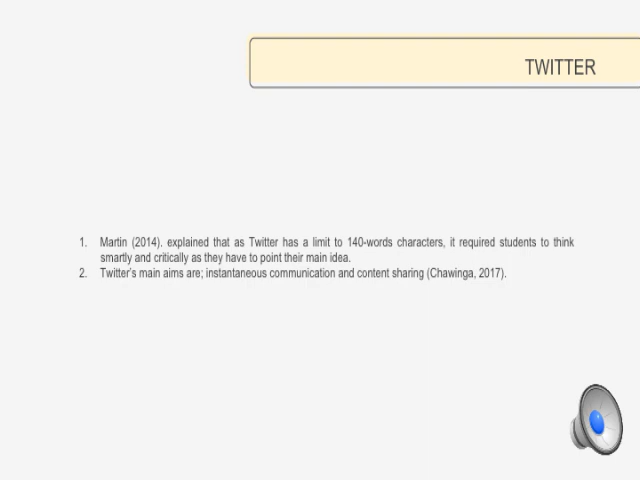 TWITTER
1. Martin (2014). explained that as Twitter has a limit to 140-words characters, it required students to think
smartly and critically as they have to point their main idea.
2. Twitter's main aims are; instantaneous communication and content sharing (Chawinga, 2017).